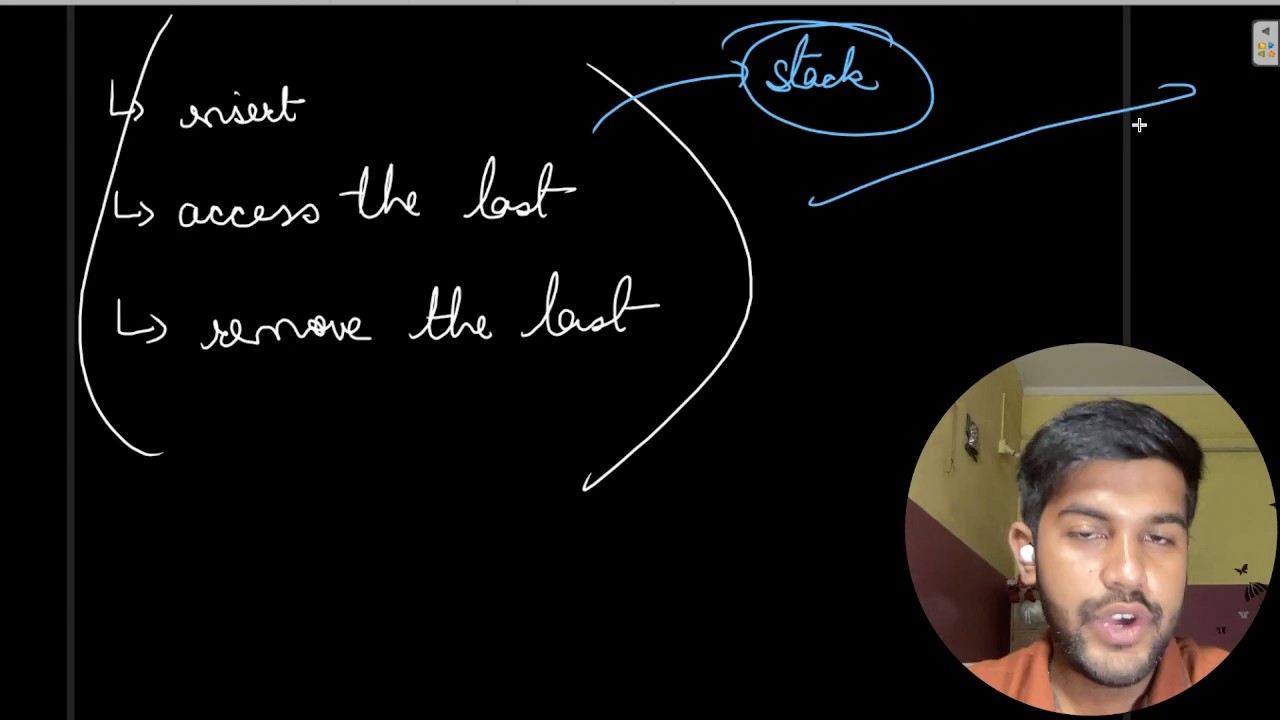 insert
access the last
remove the last
stack